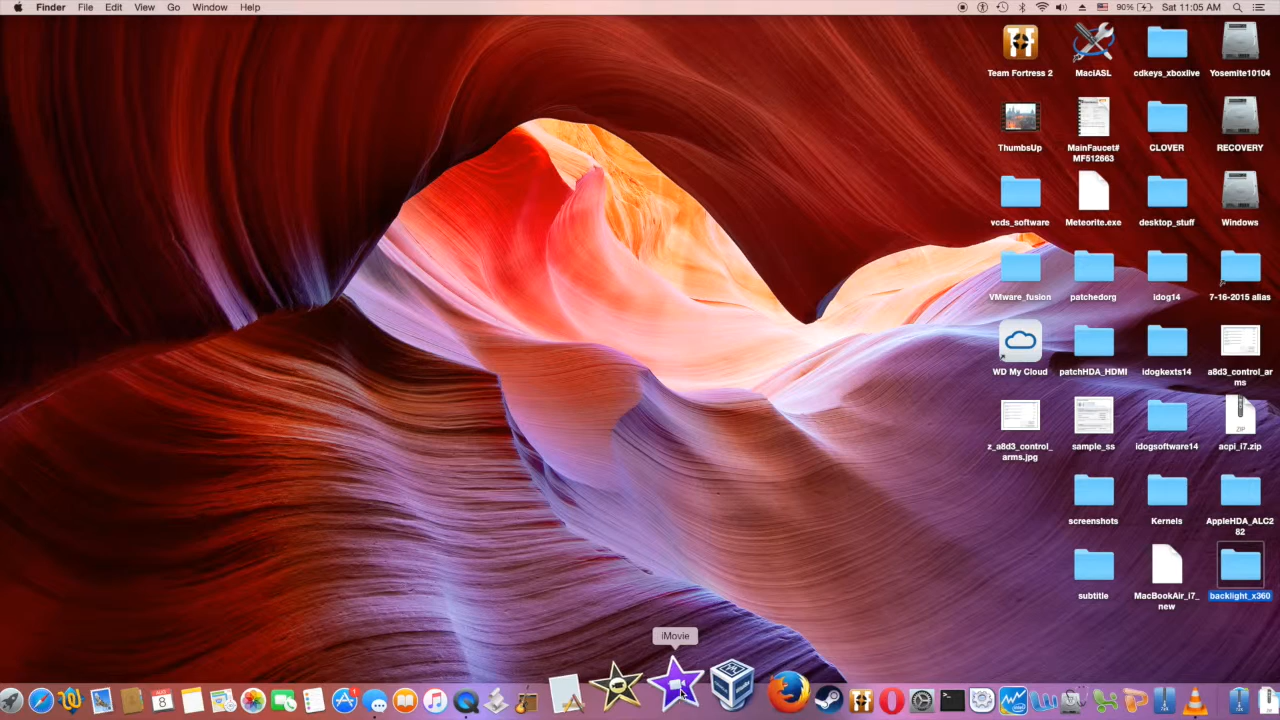 Finder File Edit View Go Window Help
90% Sat 11:05 AM
Team Fortress 2
MaciASL
cdkeys_xboxlive
Yosemite10104
ThumbsUp
MainFaucet#
MF512663
CLOVER
RECOVERY
vcds_software
Meteorite.exe
desktop_stuff
Windows
VMware_fusion
patchedorg
idog14
7-16-2015 alias
WD My Cloud
patchHDA_HDMI
idogkexts14
a8d3_control_ar
ms
z_a8d3_control_
arms.jpg
sample_ss
idogsoftware14
ZIP
acpi_i7.zip
screenshots
Kernels
AppleHDA_ALC2
82
subtitle
MacBookAir_i7_
new
backlight_x360
iMovie
AUG
8